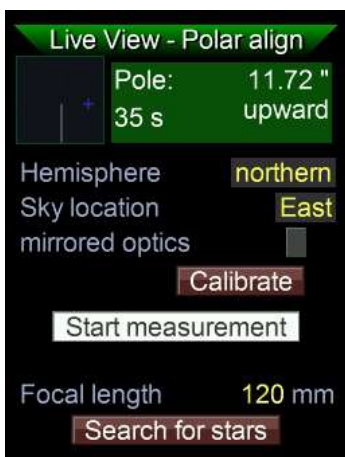 Live View - Polar align
Pole: 11.72 "
35 s upward
Hemisphere northern
Sky location East
mirrored optics
Calibrate
Start measurement
Focal length 120 mm
Search for stars